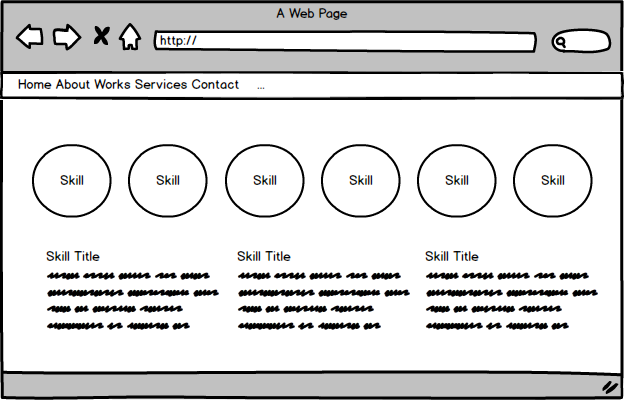 A Web Page
http://
Home About Works Services Contact ...
Skill Skill Skill Skill Skill Skill
Skill Title Skill Title Skill Title